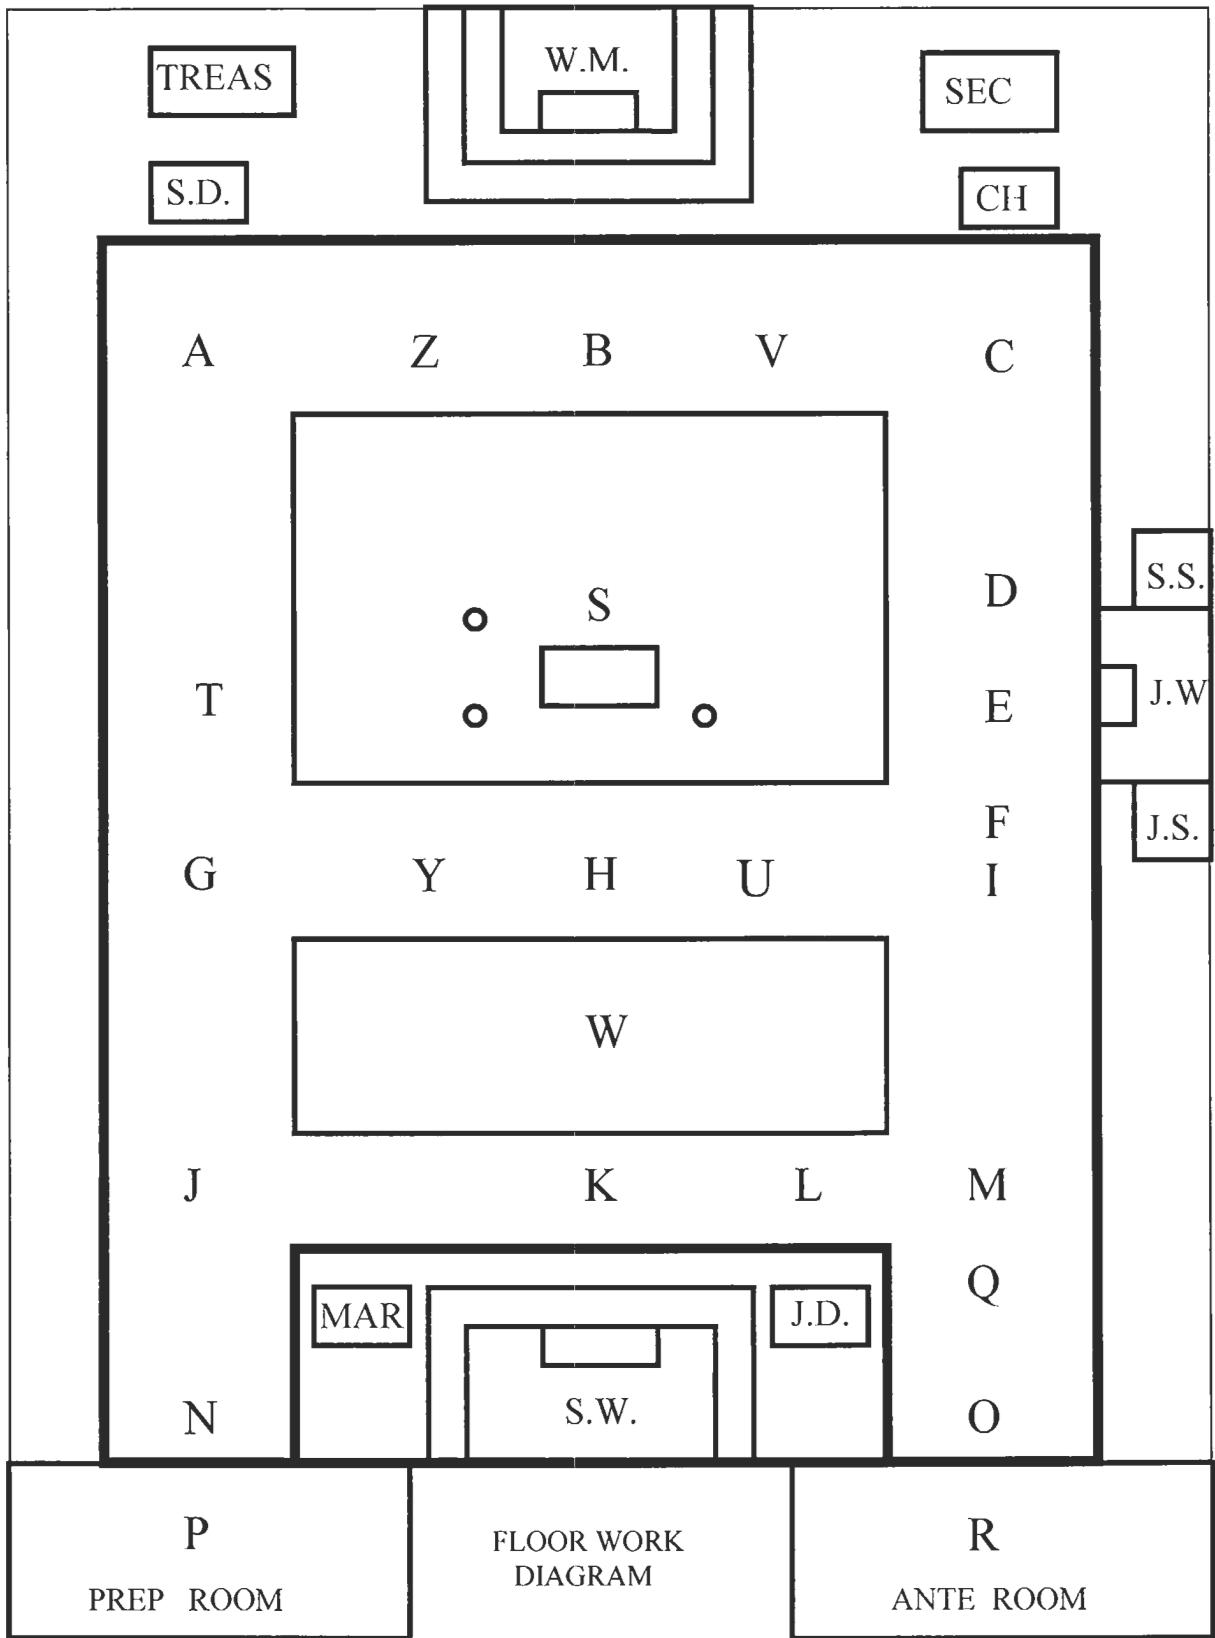 TREAS
W.M.
SEC
S.D.
CH
A Z B V C
S.S.
D
S
J.W
T
E
F
J.S.
G Y H U I
W
J K L M
Q
MAR
J.D.
S.W.
N
O
P
R
FLOOR WORK
DIAGRAM
PREP ROOM
ANTE ROOM